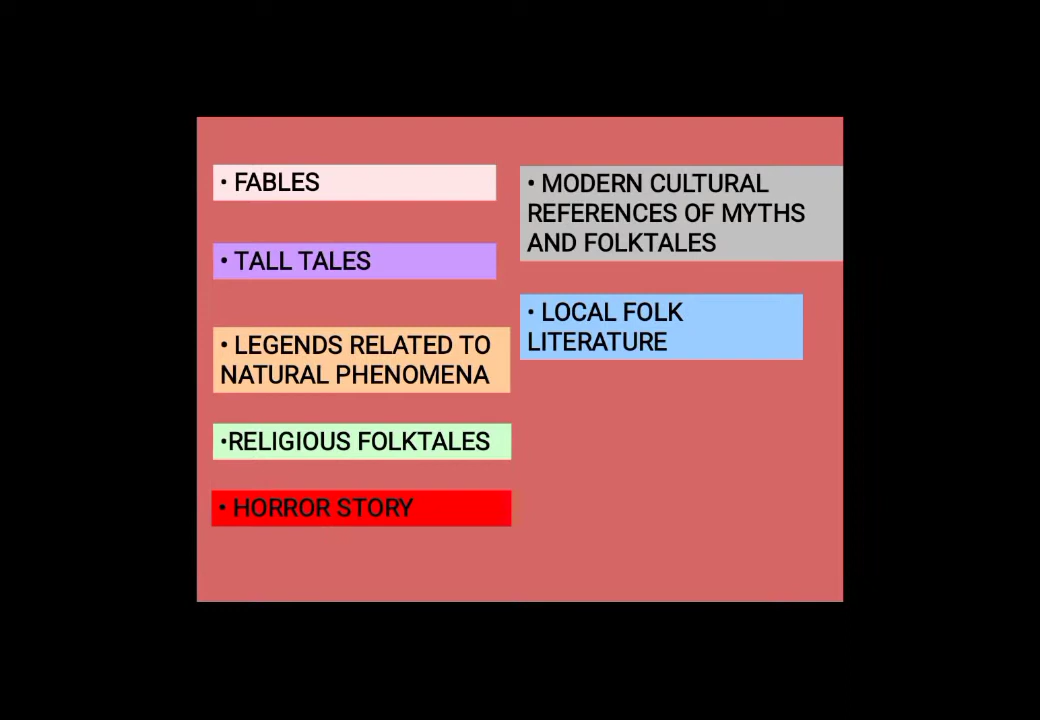 • FABLES
• TALL TALES
• LEGENDS RELATED TO
NATURAL PHENOMENA
•RELIGIOUS FOLKTALES
• HORROR STORY
• MODERN CULTURAL
REFERENCES OF MYTHS
AND FOLKTALES
• LOCAL FOLK
LITERATURE